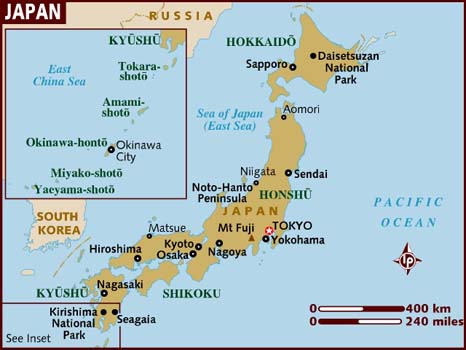 JAPAN
RUSSIA
KYŪSHŪ
HOKKAIDŌ
East
China Sea
Tokara-
shotō
Sapporo
Daisetsuzan
National
Park
Amami-
shotō
Sea of Japan
(East Sea)
Aomori
Okinawa-hontō
Okinawa
City
Miyako-shotō
Yaeyama-shotō
Niigata
Sendai
Noto-Hanto
Peninsula
HONSHŪ
PACIFIC
OCEAN
SOUTH
KOREA
JAPAN
Matsue
Mt Fuji
TOKYO
Hiroshima
Kyoto
Osaka
Nagoya
Yokohama
KYŪSHŪ
Nagasaki
SHIKOKU
lp
Kirishima
National
Park
Seagaia
See Inset
0
400 km
0
240 miles